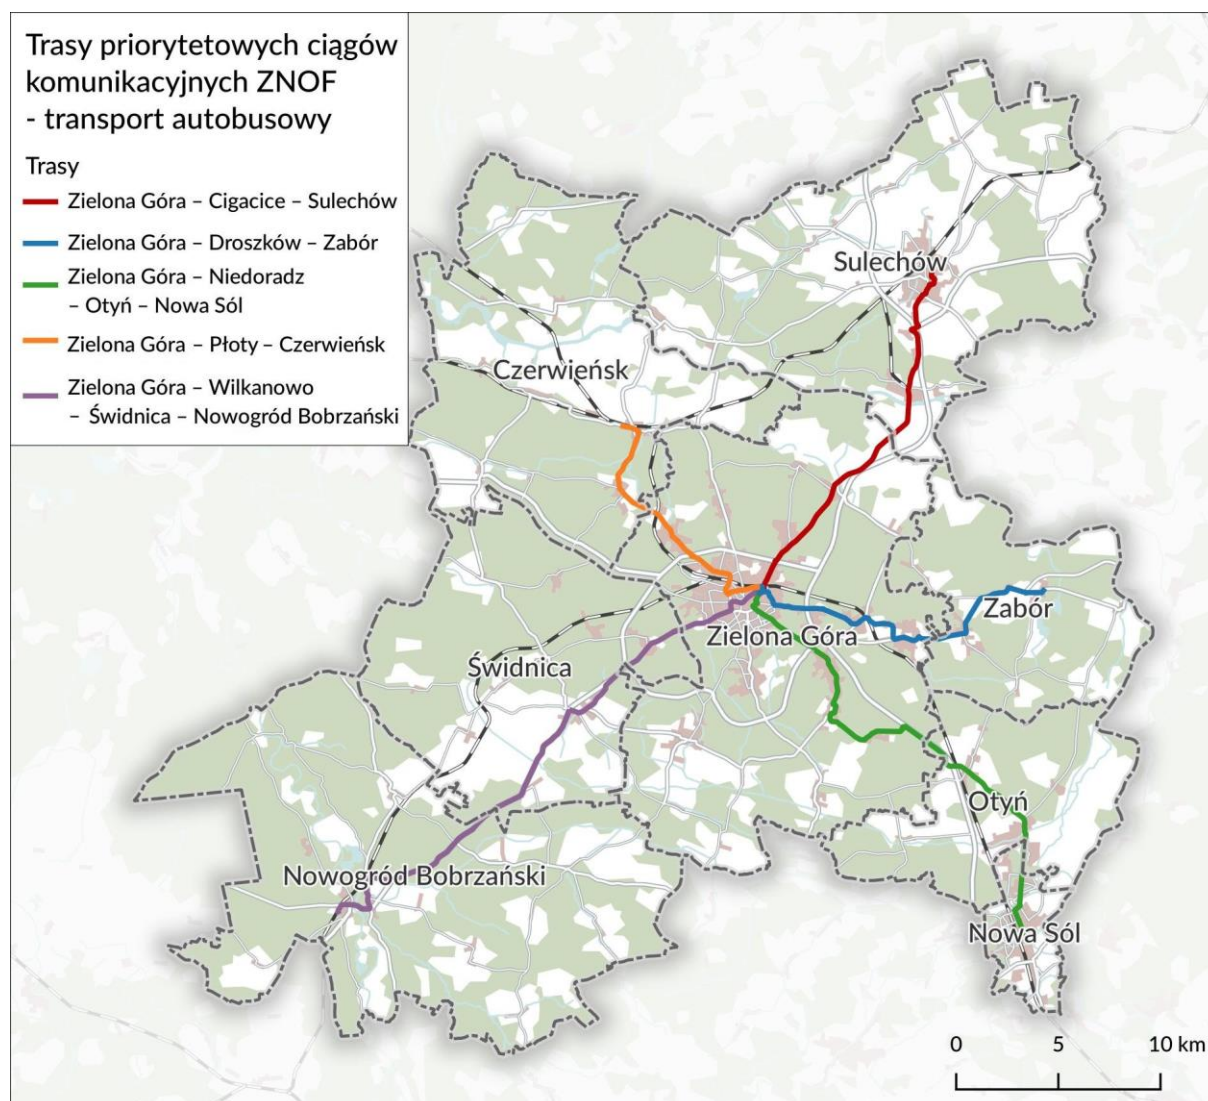 Trasy priorytetowych ciągów
komunikacyjnych ZNOF
- transport autobusowy
Trasy
Zielona Góra – Cigacice – Sulechów
Zielona Góra – Droszków – Zabór
Zielona Góra – Niedoradz
– Otyń – Nowa Sól
Zielona Góra – Płoty – Czerwieńsk
Zielona Góra – Wilkanowo
– Świdnica – Nowogród Bobrzański
Sulechów
Czerwieńsk
Zabór
Zielona Góra
Świdnica
Otyń
Nowogród Bobrzański
Nowa Sól
0 5 10 km